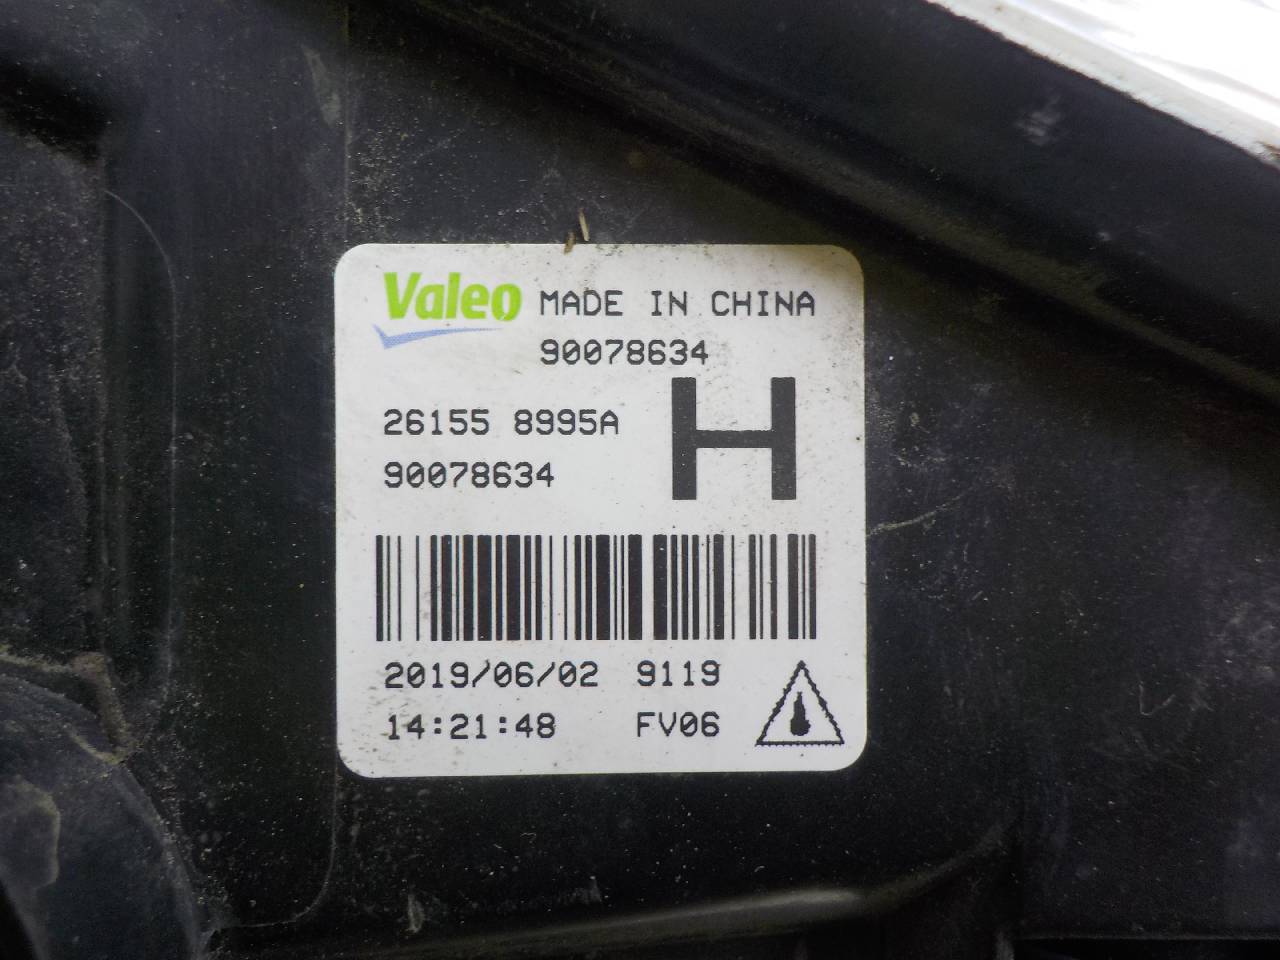 Valeo MADE IN CHINA
90078634
26155 8995A
H
90078634
2019/06/02 9119
14:21:48 FV06